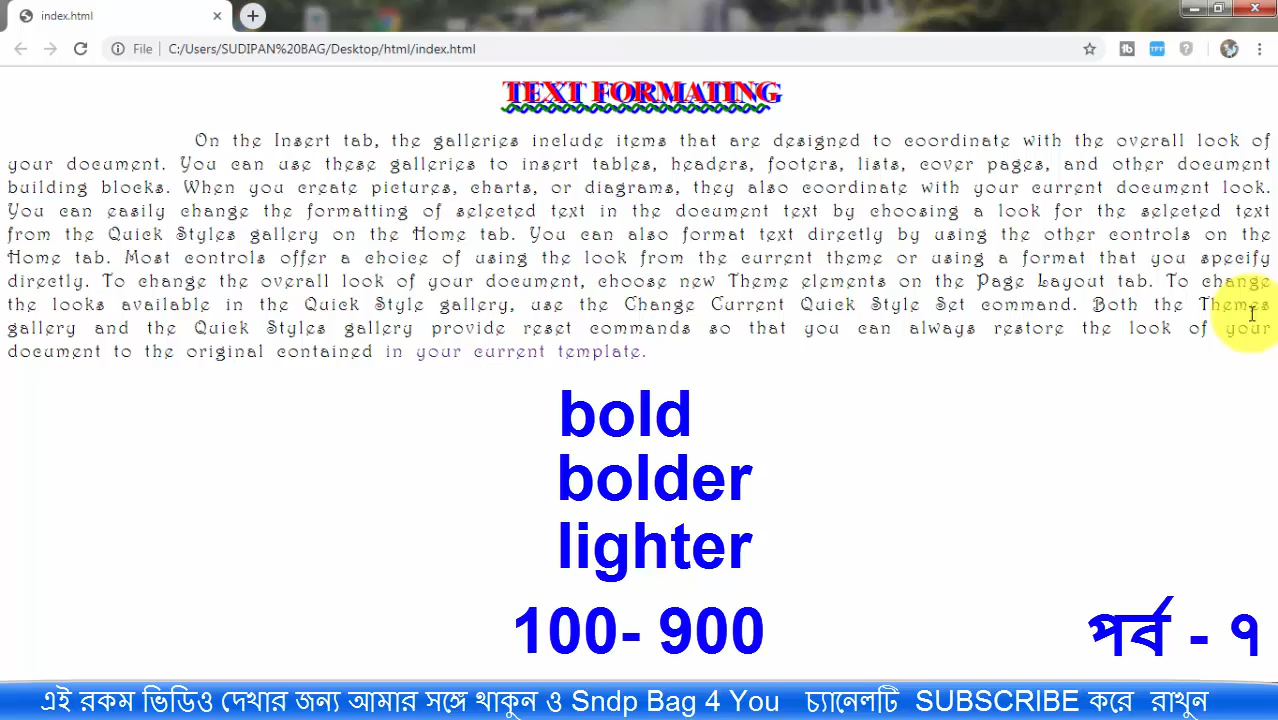 index.html
File C:/Users/SUDIPAN%20BAG/Desktop/html/index.html
TEXT FORMATING
On the Insert tab, the galleries include items that are designed to coordinate with the overall look of
your document. You can use these galleries to insert tables, headers, footers, lists, cover pages, and other document
building blocks. When you create pictures, charts, or diagrams, they also coordinate with your current document look.
You can easily change the formatting of selected text in the document text by choosing a look for the selected text
from the Quick Styles gallery on the Home tab. You can also format text directly by using the other controls on the
Home tab. Most controls offer a choice of using the look from the current theme or using a format that you specify
directly. To change the overall look of your document, choose new Theme elements on the Page Layout tab. To change
the looks available in the Quick Style gallery, use the Change Current Quick Style Set command. Both the Themes
gallery and the Quick Styles gallery provide reset commands so that you can always restore the look of your
document to the original contained in your current template.
bold
bolder
lighter
100- 900
পর্ব - ৭
এই রকম ভিডিও দেখার জন্য আমার সঙ্গে থাকুন ও Sndp Bag 4 You চ্যানেলটি SUBSCRIBE করে রাখুন